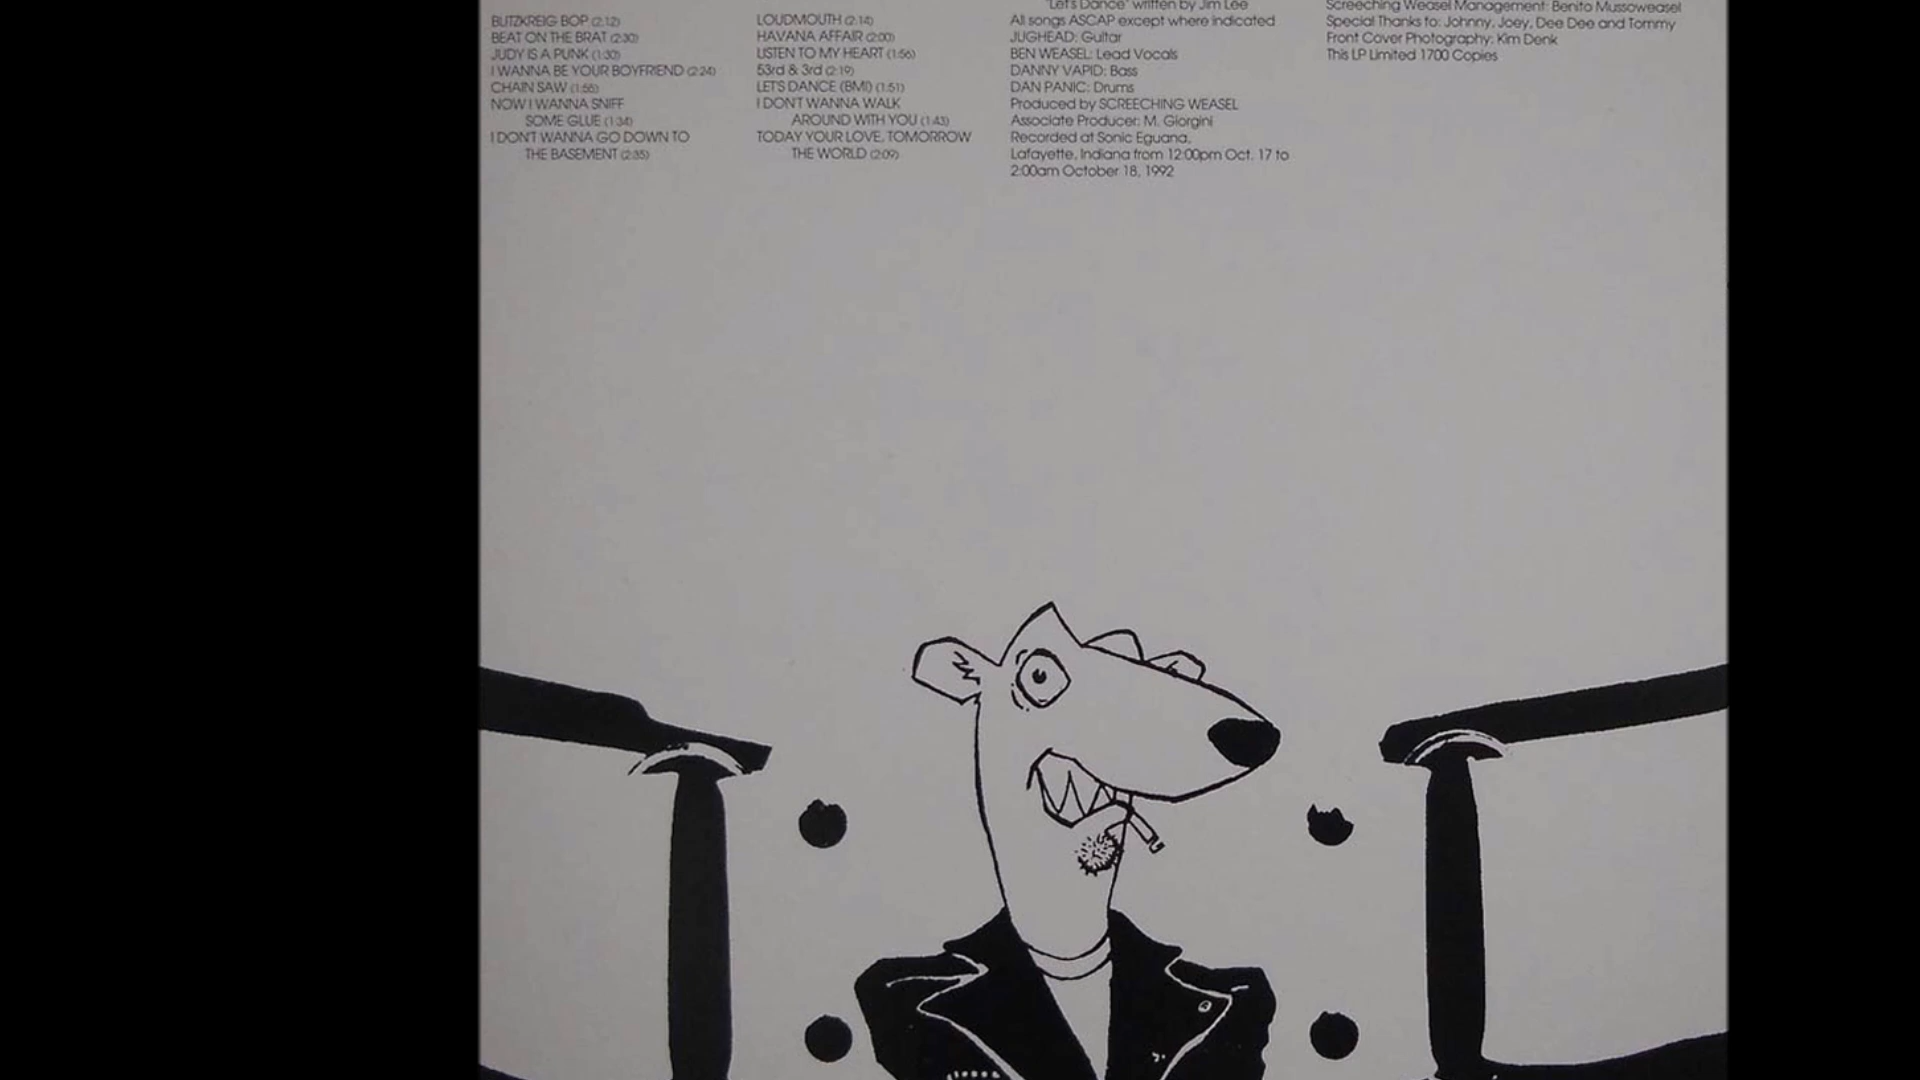 BLITZKREIG BOP (2:12)
BEAT ON THE BRAT (2:30)
JUDY IS A PUNK (1:30)
I WANNA BE YOUR BOYFRIEND (2:24)
CHAIN SAW (1:55)
NOW I WANNA SNIFF
SOME GLUE (1:34)
I DON'T WANNA GO DOWN TO
THE BASEMENT (2:35)
LOUDMOUTH (2:14)
HAVANA AFFAIR (2:00)
LISTEN TO MY HEART (1:56)
53rd & 3rd (2:19)
LET'S DANCE (BMI) (1:51)
I DON'T WANNA WALK
AROUND WITH YOU (1:43)
TODAY YOUR LOVE, TOMORROW
THE WORLD (2:09)
"Let's Dance" written by Jim Lee
All songs ASCAP except where indicated
JUGHEAD: Guitar
BEN WEASEL: Lead Vocals
DANNY VAPID: Bass
DAN PANIC: Drums
Produced by SCREECHING WEASEL
Associate Producer: M. Giorgini
Recorded at Sonic Eguana,
Lafayette, Indiana from 12:00pm Oct. 17 to
2:00am October 18, 1992
Screeching Weasel Management: Benito Mussoweasel
Special Thanks to: Johnny, Joey, Dee Dee and Tommy
Front Cover Photography: Kim Denk
This LP Limited 1700 Copies